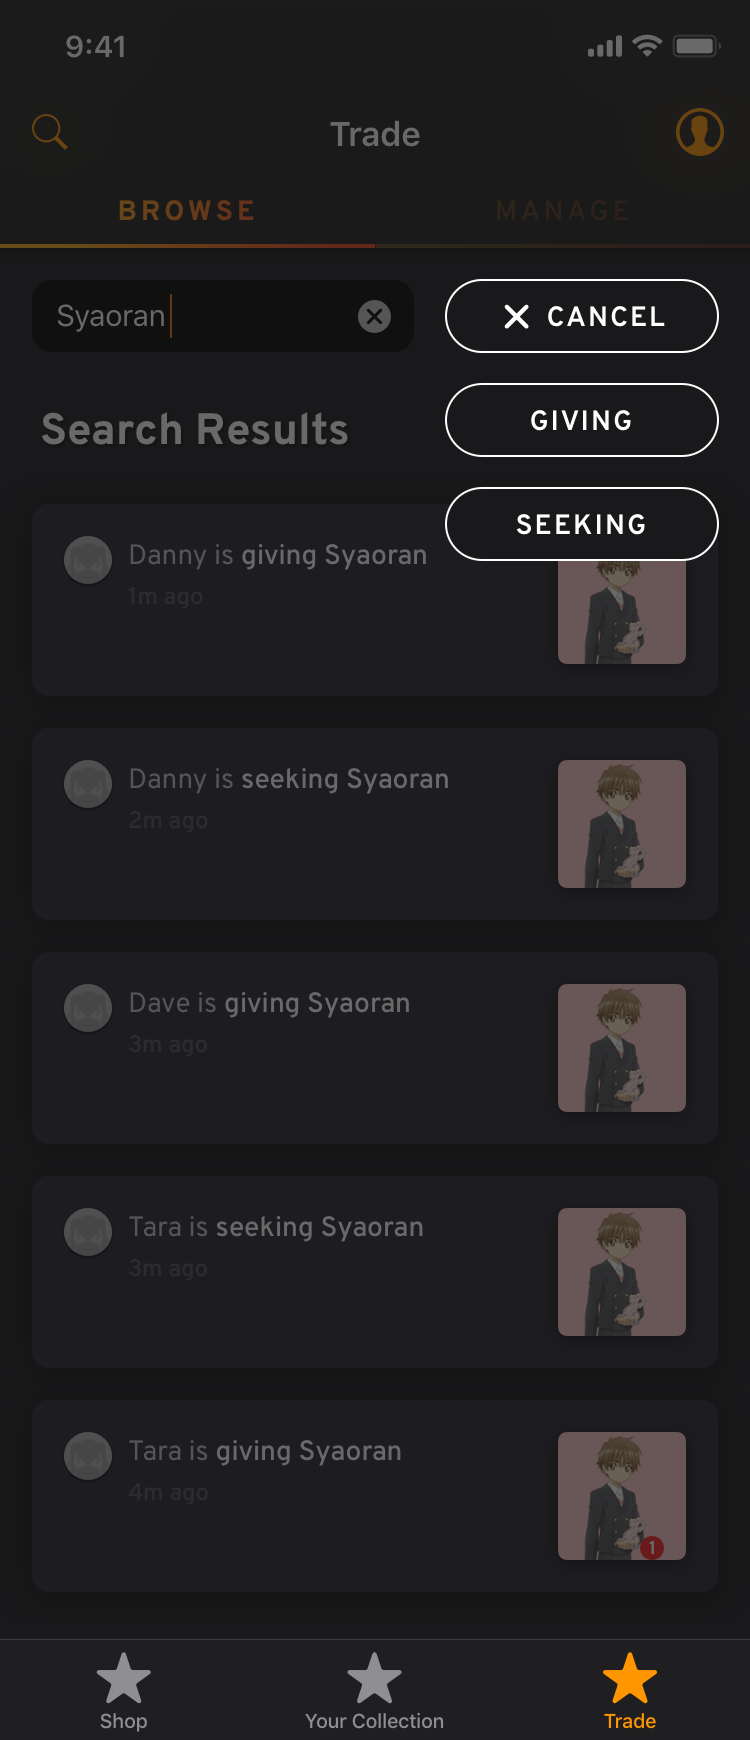 9:41
Trade
BROWSE
MANAGE
Syaoran
CANCEL
GIVING
SEEKING
Search Results
Danny is giving Syaoran
1m ago
Danny is seeking Syaoran
2m ago
Dave is giving Syaoran
3m ago
Tara is seeking Syaoran
3m ago
Tara is giving Syaoran
4m ago
1
Shop
Your Collection
Trade